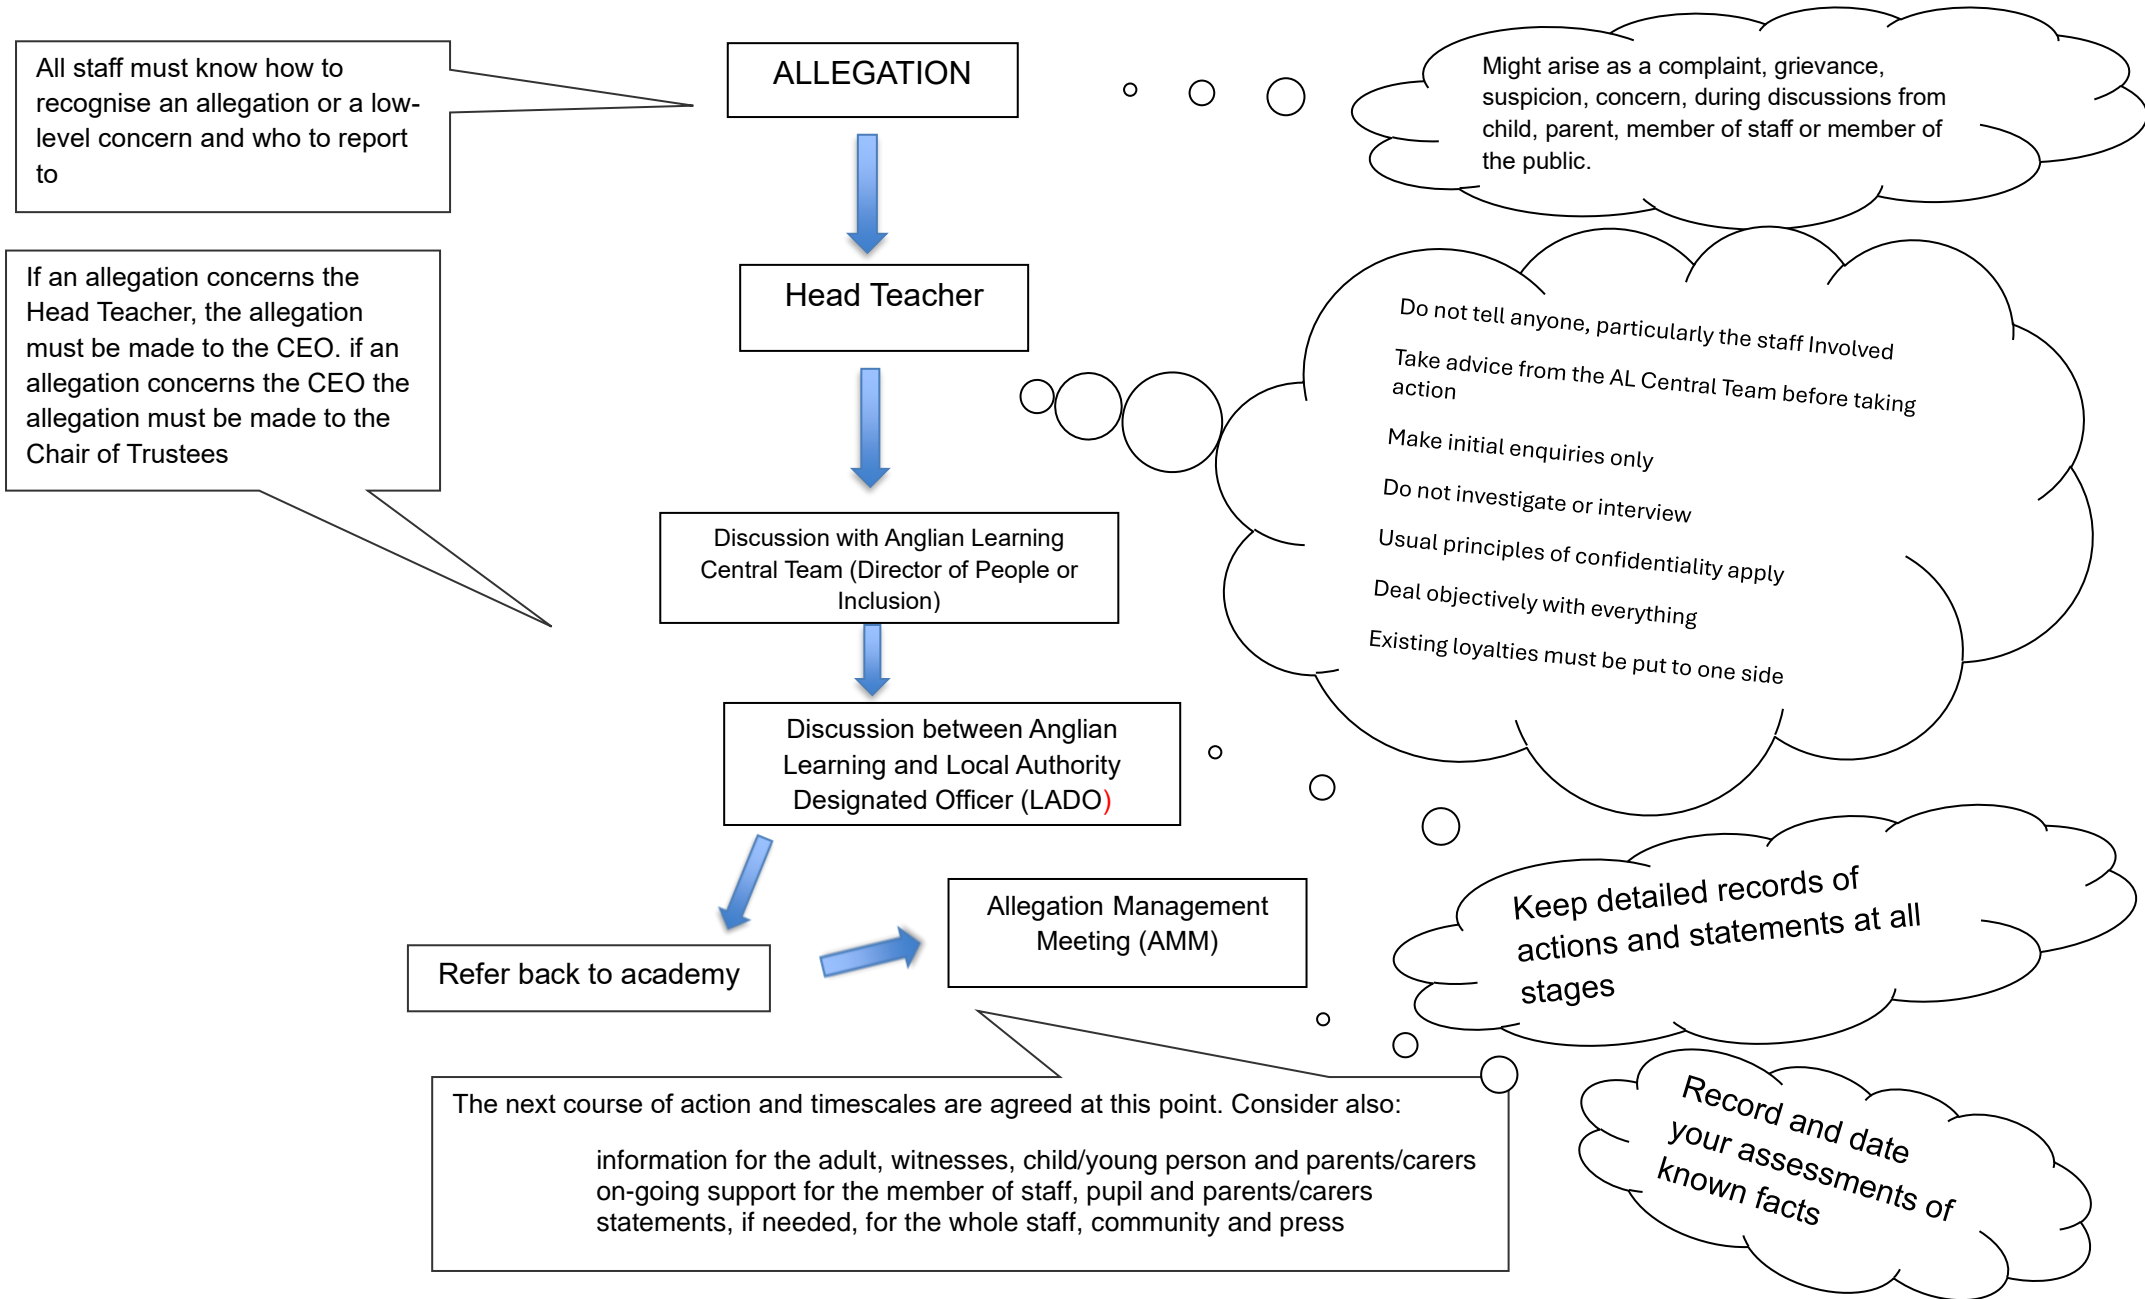 All staff must know how to
recognise an allegation or a low-
level concern and who to report
to
ALLEGATION
Might arise as a complaint, grievance,
suspicion, concern, during discussions from
child, parent, member of staff or member of
the public.
If an allegation concerns the
Head Teacher, the allegation
must be made to the CEO. if an
allegation concerns the CEO the
allegation must be made to the
Chair of Trustees
Head Teacher
Do not tell anyone, particularly the staff Involved
Take advice from the AL Central Team before taking
action
Make initial enquiries only
Do not investigate or interview
Usual principles of confidentiality apply
Deal objectively with everything
Existing loyalties must be put to one side
Discussion with Anglian Learning
Central Team (Director of People or
Inclusion)
Discussion between Anglian
Learning and Local Authority
Designated Officer (LADO)
Keep detailed records of
actions and statements at all
stages
Refer back to academy
Allegation Management
Meeting (AMM)
Record and date
your assessments of
known facts
The next course of action and timescales are agreed at this point. Consider also:
information for the adult, witnesses, child/young person and parents/carers
on-going support for the member of staff, pupil and parents/carers
statements, if needed, for the whole staff, community and press